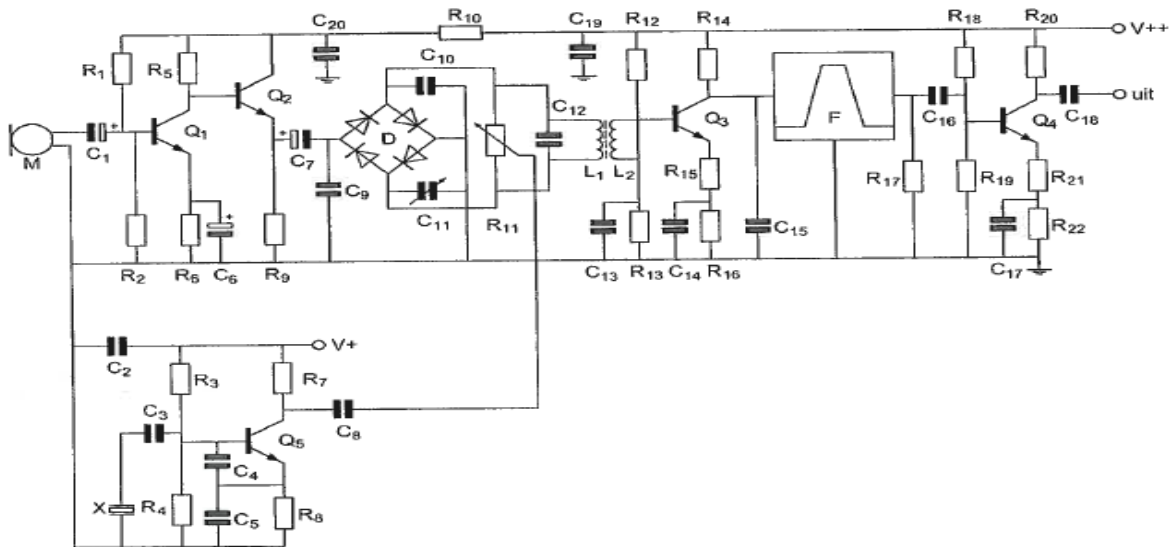 C20 R10 C19 R12 R14 R18 R20 V++
R1 R5 Q2 C10 C12 uit
M C1 + Q1 + C7 D Q3 F C16 Q4 C18
C9 L1 L2 R15 R17 R19 R21
+ C11 R11 C15 R22
R2 R6 C6 R9 C13 R13 C14 R16 C17
C2 V+
R3 R7
C3 C8
Q5
X R4 C4
C5 R8